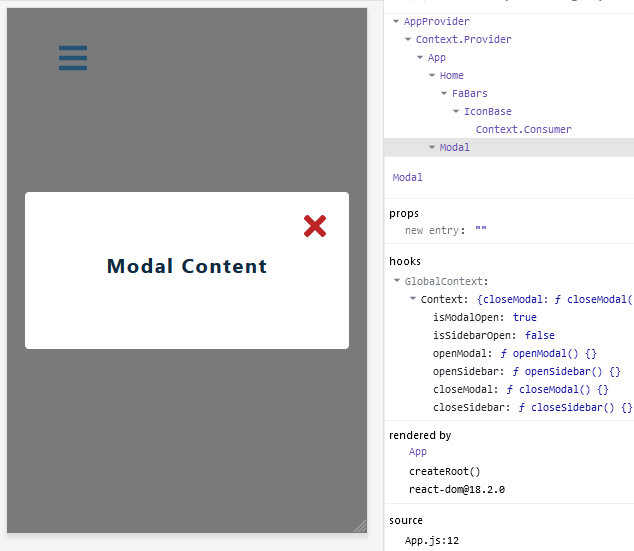 Modal Content
AppProvider
Context.Provider
App
Home
FaBars
IconBase
Context.Consumer
Modal
Modal
props
new entry: ""
hooks
GlobalContext:
Context: {closeModal: ƒ closeModal(
isModalOpen: true
isSidebarOpen: false
openModal: ƒ openModal() {}
openSidebar: ƒ openSidebar() {}
closeModal: ƒ closeModal() {}
closeSidebar: ƒ closeSidebar() {}
rendered by
App
createRoot()
react-dom@18.2.0
source
App.js:12